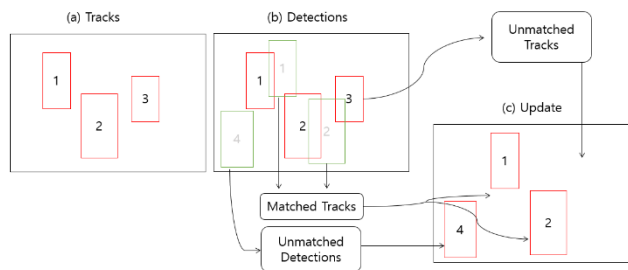 (a) Tracks
(b) Detections
Unmatched
Tracks
1
2
3
1
1
2
2
3
4
(c) Update
1
2
4
Matched Tracks
Unmatched
Detections